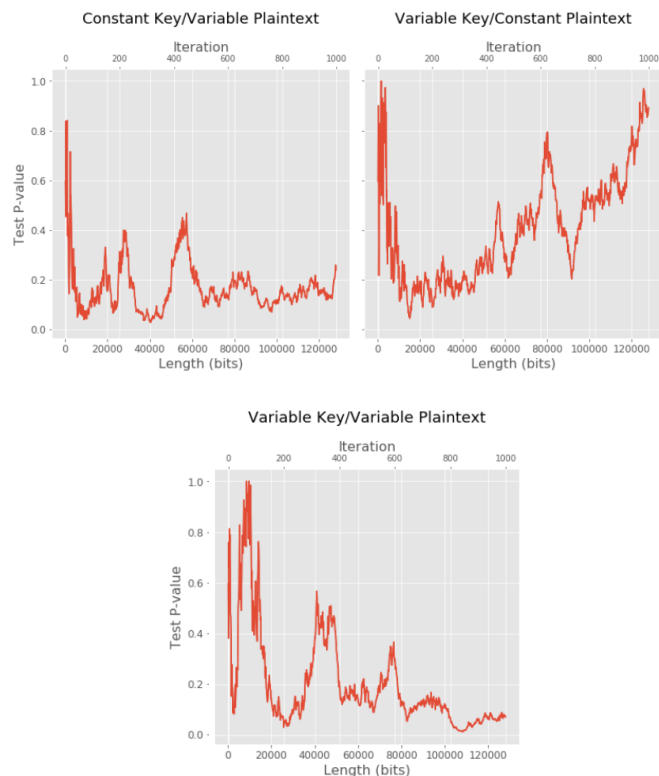 Constant Key/Variable Plaintext
Iteration
0 200 400 600 800 1000
1.0
0.8
0.6
0.4
0.2
0.0
Test P-value
0 20000 40000 60000 80000 100000 120000
Length (bits)
Variable Key/Constant Plaintext
Iteration
0 200 400 600 800 1000
0 20000 40000 60000 80000 100000 120000
Length (bits)
Variable Key/Variable Plaintext
Iteration
0 200 400 600 800 1000
1.0
0.8
0.6
0.4
0.2
0.0
Test P-value
0 20000 40000 60000 80000 100000 120000
Length (bits)